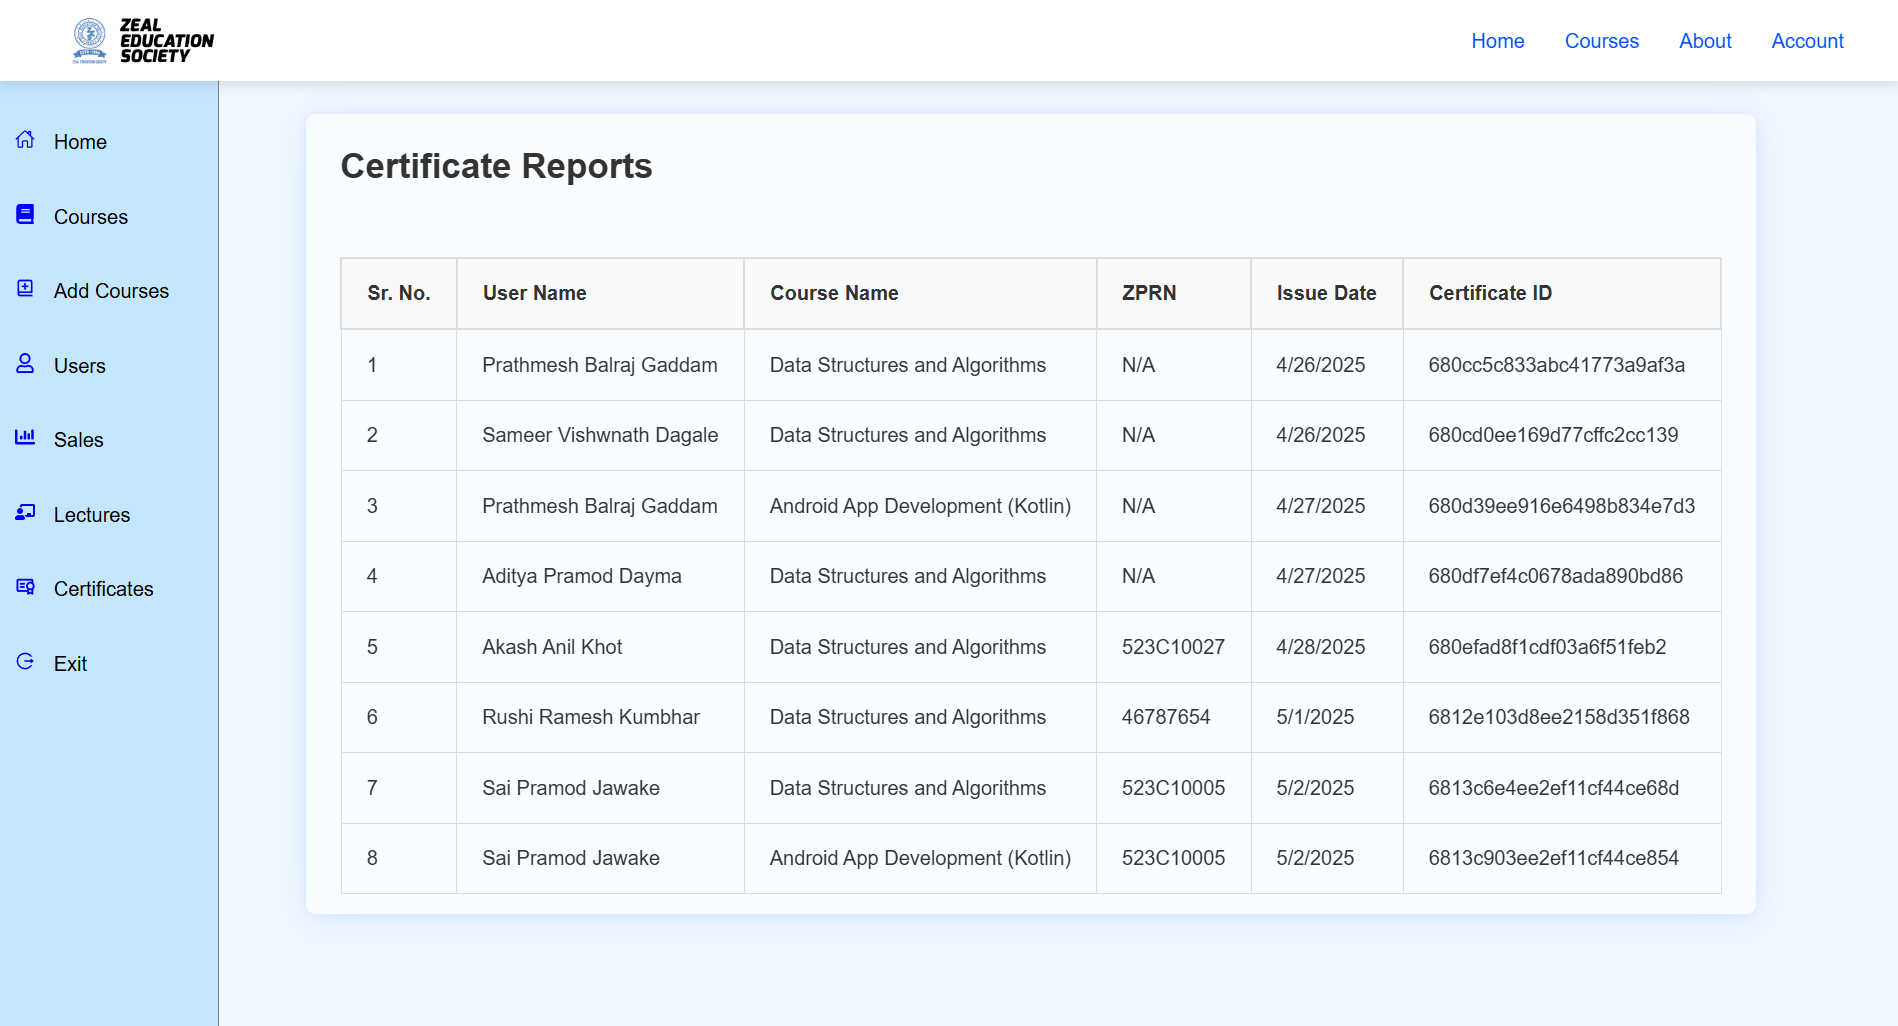 ZEAL
EDUCATION
SOCIETY
Home Courses About Account
Home
Courses
Add Courses
Users
Sales
Lectures
Certificates
Exit
Certificate Reports
Sr. No. User Name Course Name ZPRN Issue Date Certificate ID
1 Prathmesh Balraj Gaddam Data Structures and Algorithms N/A 4/26/2025 680cc5c833abc41773a9af3a
2 Sameer Vishwnath Dagale Data Structures and Algorithms N/A 4/26/2025 680cd0ee169d77cffc2cc139
3 Prathmesh Balraj Gaddam Android App Development (Kotlin) N/A 4/27/2025 680d39ee916e6498b834e7d3
4 Aditya Pramod Dayma Data Structures and Algorithms N/A 4/27/2025 680df7ef4c0678ada890bd86
5 Akash Anil Khot Data Structures and Algorithms 523C10027 4/28/2025 680efad8f1cdf03a6f51feb2
6 Rushi Ramesh Kumbhar Data Structures and Algorithms 46787654 5/1/2025 6812e103d8ee2158d351f868
7 Sai Pramod Jawake Data Structures and Algorithms 523C10005 5/2/2025 6813c6e4ee2ef11cf44ce68d
8 Sai Pramod Jawake Android App Development (Kotlin) 523C10005 5/2/2025 6813c903ee2ef11cf44ce854